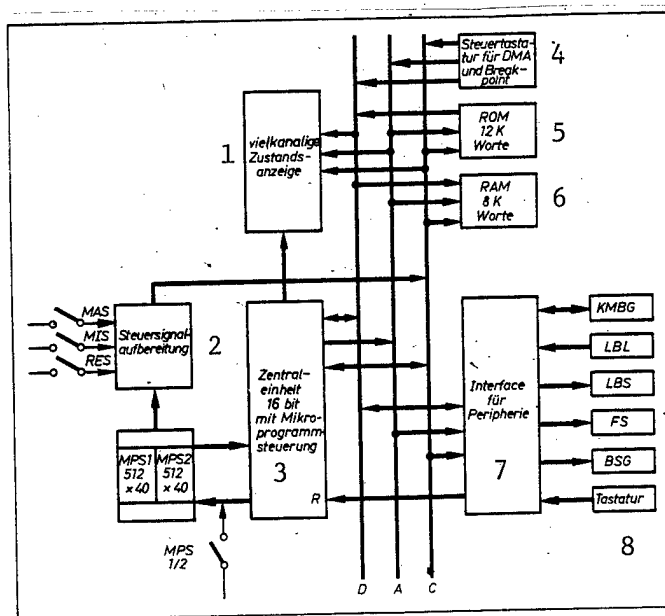 Steuertasta-
tur für DMA
und Break-
point
4
ROM
12 K
Worte
5
1
vielkanalige
Zustands-
anzeige
RAM
8 K
Worte
6
MAS
MIS
RES
Steuersignal-
aufbereitung
2
Zentral-
einheit
16 bit
mit Mikro-
programm-
steuerung
3
R
Interface
für
Peripherie
7
KMBG
LBL
LBS
FS
BSG
Tastatur
8
MPS1
512
×40
MPS2
512
×40
MPS
1/2
D A C